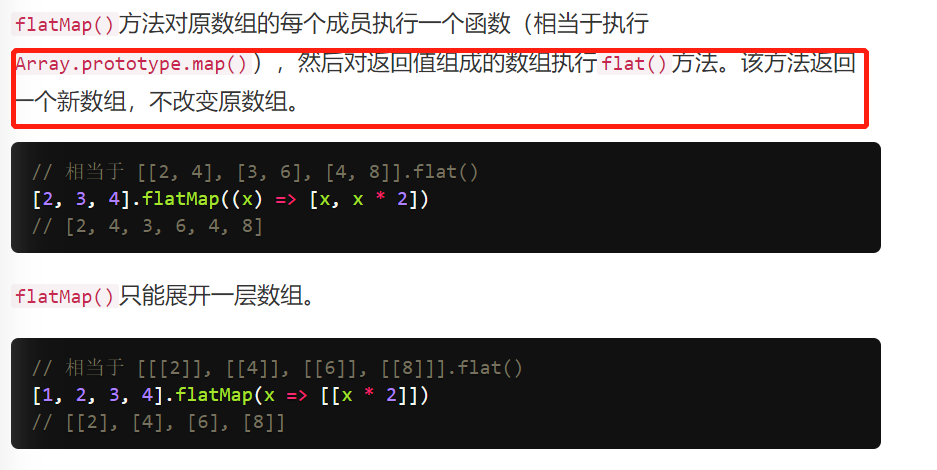 flatMap()方法对原数组的每个成员执行一个函数（相当于执行
Array.prototype.map()），然后对返回值组成的数组执行flat()方法。该方法返回
一个新数组，不改变原数组。
// 相当于 [[2, 4], [3, 6], [4, 8]].flat()
[2, 3, 4].flatMap((x) => [x, x * 2])
// [2, 4, 3, 6, 4, 8]
flatMap()只能展开一层数组。
// 相当于 [[[2]], [[4]], [[6]], [[8]]].flat()
[1, 2, 3, 4].flatMap(x => [[x * 2]])
// [[2], [4], [6], [8]]